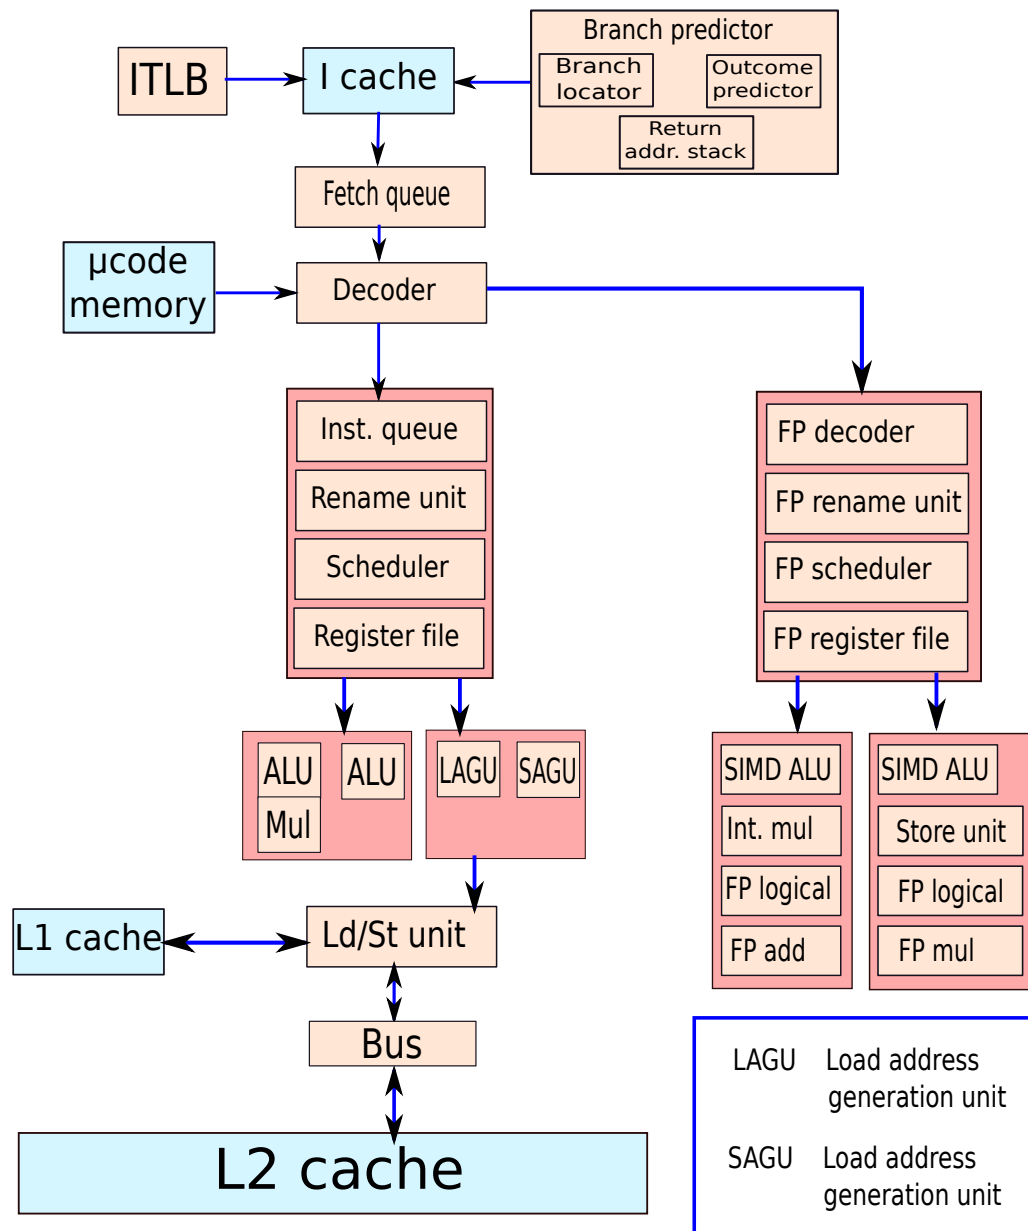 Branch predictor
ITLB
I cache
Branch
locator
Outcome
predictor
Return
addr. stack
Fetch queue
µcode
memory
Decoder
Inst. queue
Rename unit
Scheduler
Register file
FP decoder
FP rename unit
FP scheduler
FP register file
ALU
Mul
ALU
LAGU
SAGU
SIMD ALU
Int. mul
FP logical
FP add
SIMD ALU
Store unit
FP logical
FP mul
L1 cache
Ld/St unit
Bus
L2 cache
LAGU Load address
generation unit
SAGU Load address
generation unit